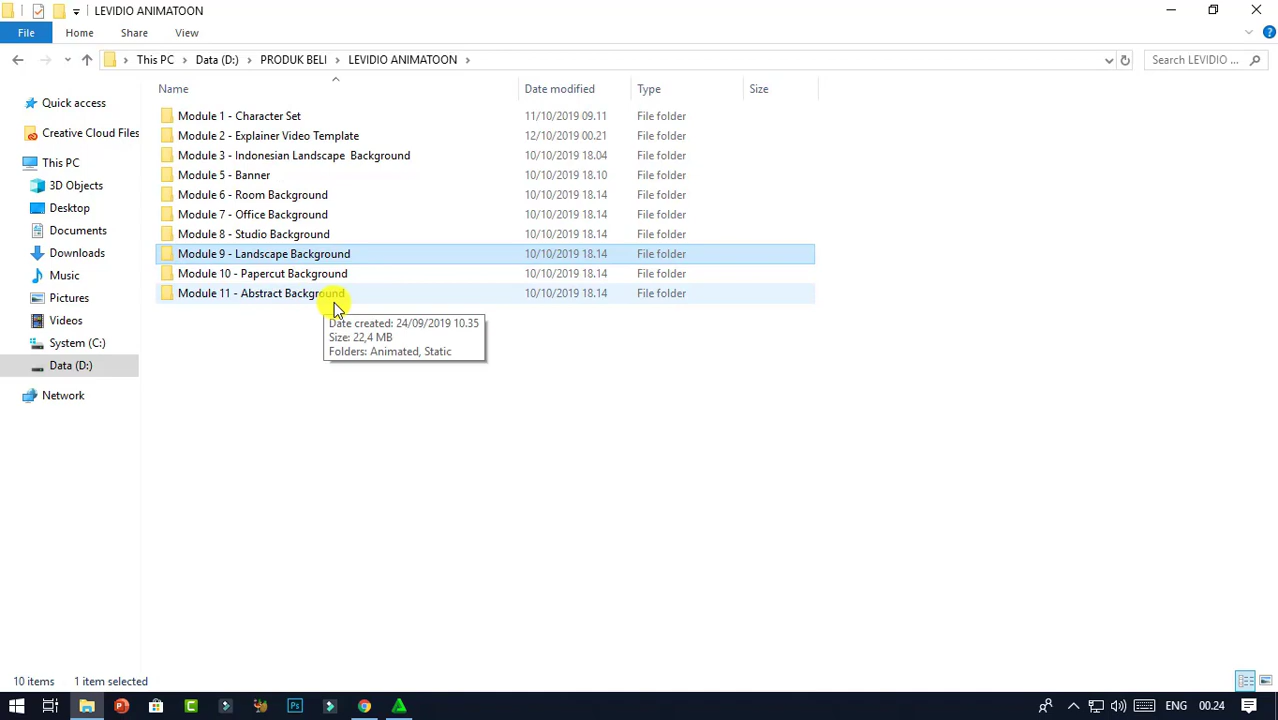 LEVIDIO ANIMATOON
File Home Share View
This PC Data (D:) PRODUK BELI LEVIDIO ANIMATOON Search LEVIDIO ...
Name Date modified Type Size
Module 1 - Character Set 11/10/2019 09.11 File folder
Module 2 - Explainer Video Template 12/10/2019 00.21 File folder
Module 3 - Indonesian Landscape  Background 10/10/2019 18.04 File folder
Module 5 - Banner 10/10/2019 18.10 File folder
Module 6 - Room Background 10/10/2019 18.14 File folder
Module 7 - Office Background 10/10/2019 18.14 File folder
Module 8 - Studio Background 10/10/2019 18.14 File folder
Module 9 - Landscape Background 10/10/2019 18.14 File folder
Module 10 - Papercut Background 10/10/2019 18.14 File folder
Module 11 - Abstract Background 10/10/2019 18.14 File folder
Date created: 24/09/2019 10.35
Size: 22,4 MB
Folders: Animated, Static
Quick access
Creative Cloud Files
This PC
3D Objects
Desktop
Documents
Downloads
Music
Pictures
Videos
System (C:)
Data (D:)
Network
10 items 1 item selected
ENG 00.24